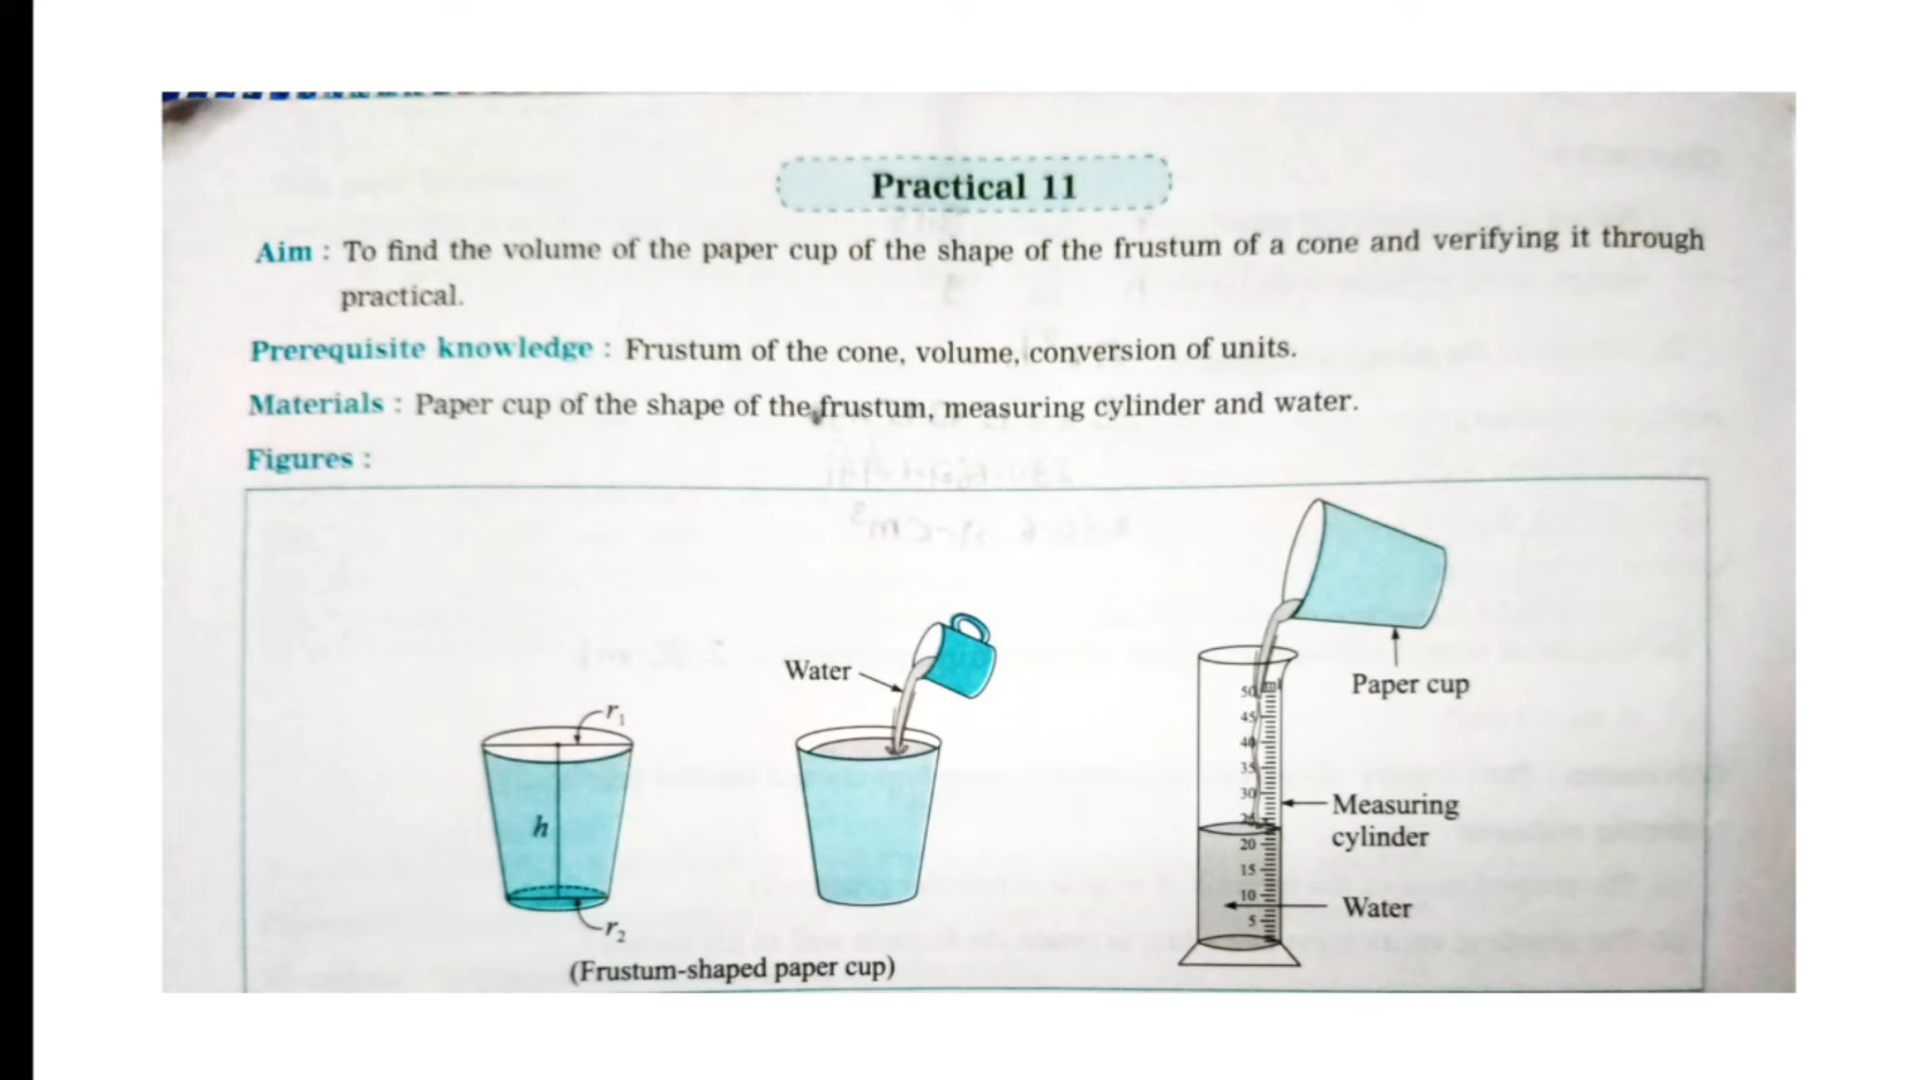 Practical 11
Aim : To find the volume of the paper cup of the shape of the frustum of a cone and verifying it through
practical.
Prerequisite knowledge : Frustum of the cone, volume, conversion of units.
Materials : Paper cup of the shape of the frustum, measuring cylinder and water.
Figures :
r₁
h
r₂
Water
(Frustum-shaped paper cup)
Paper cup
50 ml
45
40
35
30
25
20
15
10
5
Measuring
cylinder
Water